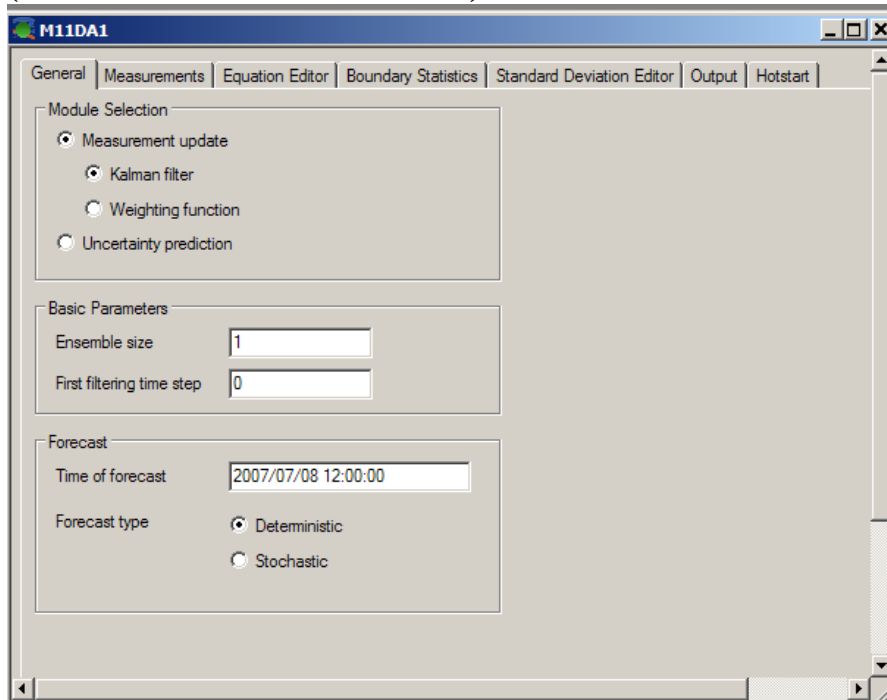 M11DA1
General Measurements Equation Editor Boundary Statistics Standard Deviation Editor Output Hotstart
Module Selection
Measurement update
Kalman filter
Weighting function
Uncertainty prediction
Basic Parameters
Ensemble size 1
First filtering time step 0
Forecast
Time of forecast 2007/07/08 12:00:00
Forecast type Deterministic
Stochastic